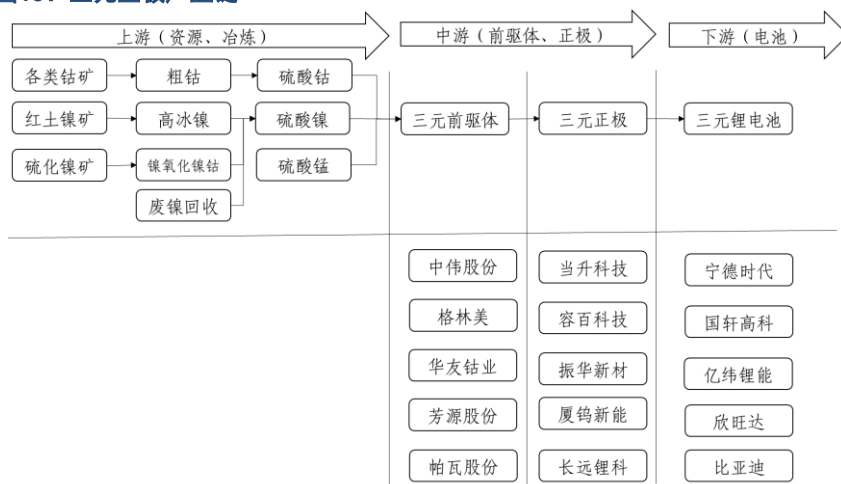 上游（资源、冶炼）
中游（前驱体、正极）
下游（电池）
各类钴矿
粗钴
硫酸钴
红土镍矿
高冰镍
硫酸镍
三元前驱体
三元正极
三元锂电池
硫化镍矿
镍氧化镍钴
硫酸锰
废镍回收
中伟股份
当升科技
宁德时代
格林美
容百科技
国轩高科
华友钴业
振华新材
亿纬锂能
芳源股份
厦钨新能
欣旺达
帕瓦股份
长远锂科
比亚迪